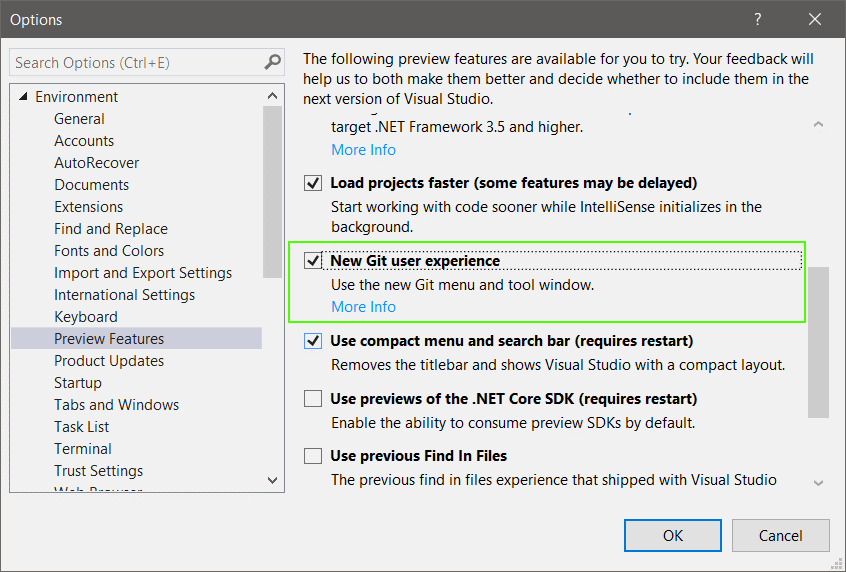 Options
?
Search Options (Ctrl+E)
Environment
General
Accounts
AutoRecover
Documents
Extensions
Find and Replace
Fonts and Colors
Import and Export Settings
International Settings
Keyboard
Preview Features
Product Updates
Startup
Tabs and Windows
Task List
Terminal
Trust Settings
Web Browser
The following preview features are available for you to try. Your feedback will
help us to both make them better and decide whether to include them in the
next version of Visual Studio.
target .NET Framework 3.5 and higher.
More Info
Load projects faster (some features may be delayed)
Start working with code sooner while IntelliSense initializes in the
background.
New Git user experience
Use the new Git menu and tool window.
More Info
Use compact menu and search bar (requires restart)
Removes the titlebar and shows Visual Studio with a compact layout.
Use previews of the .NET Core SDK (requires restart)
Enable the ability to consume preview SDKs by default.
Use previous Find In Files
The previous find in files experience that shipped with Visual Studio
OK
Cancel